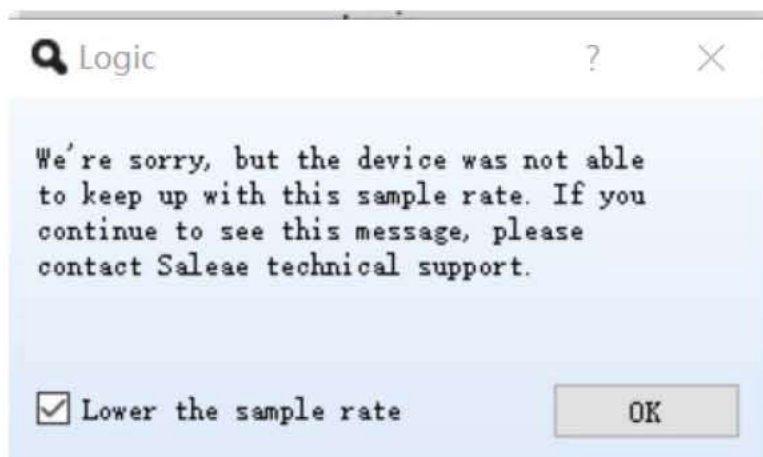 Logic
?
We're sorry, but the device was not able
to keep up with this sample rate. If you
continue to see this message, please
contact Saleae technical support.
Lower the sample rate
OK